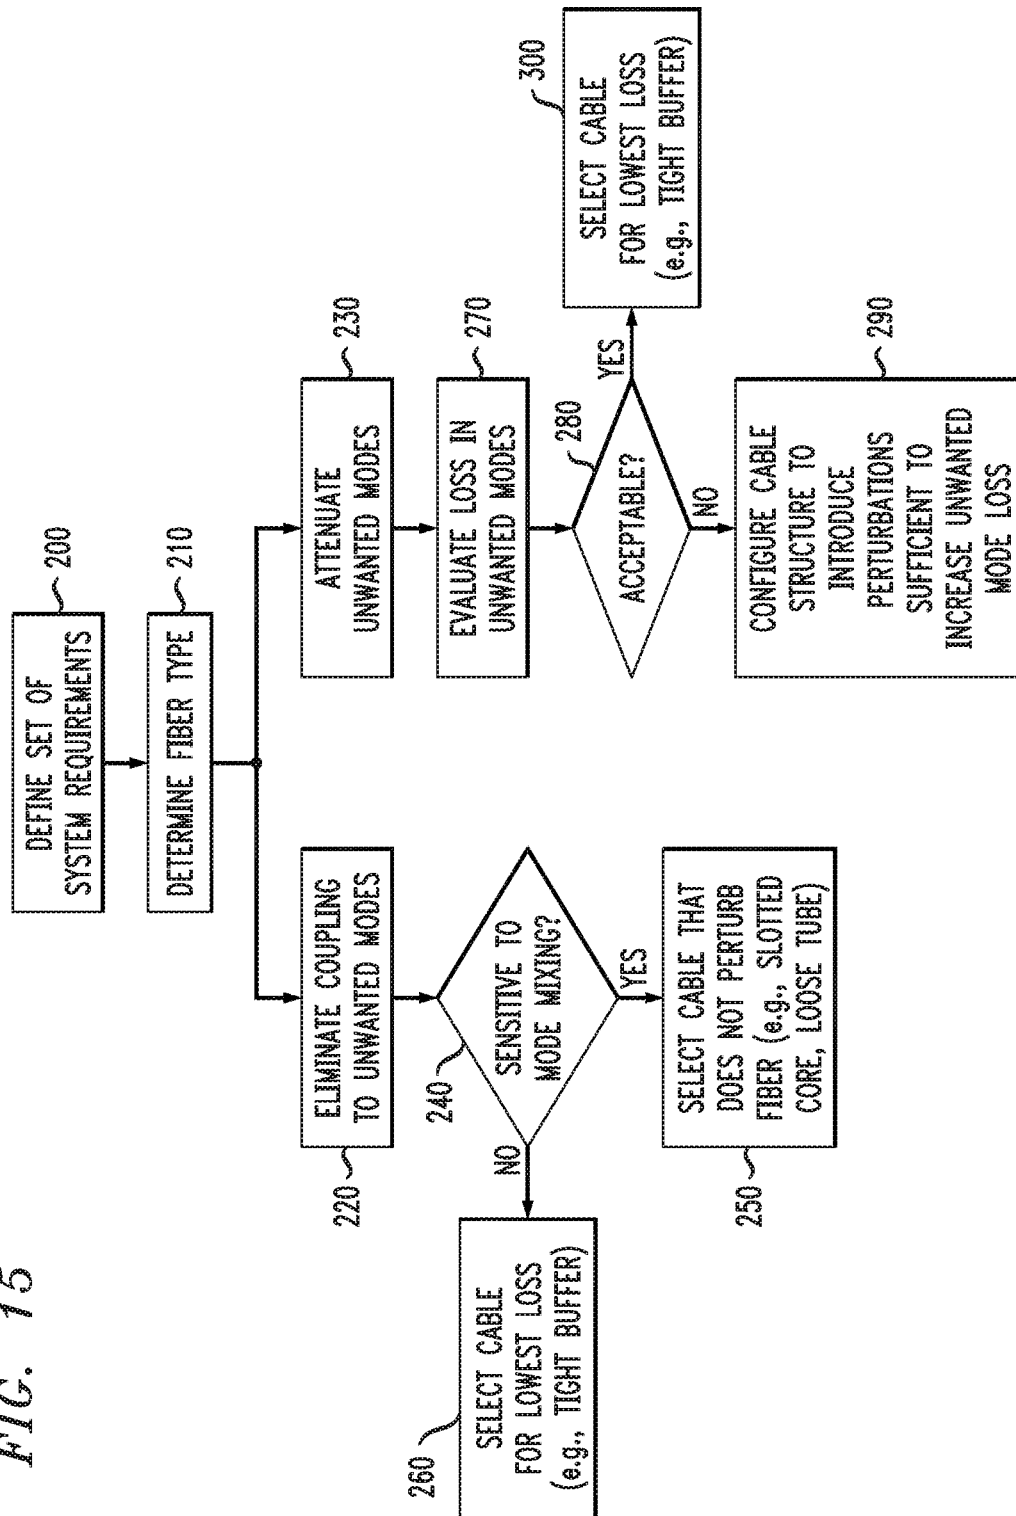 FIG. 15
200
DEFINE SET OF
SYSTEM REQUIREMENTS
210
DETERMINE FIBER TYPE
220
ELIMINATE COUPLING
TO UNWANTED MODES
230
ATTENUATE
UNWANTED MODES
240
SENSITIVE TO
MODE MIXING?
NO
YES
260
SELECT CABLE
FOR LOWEST LOSS
(e.g., TIGHT BUFFER)
250
SELECT CABLE THAT
DOES NOT PERTURB
FIBER (e.g., SLOTTED
CORE, LOOSE TUBE)
270
EVALUATE LOSS IN
UNWANTED MODES
280
ACCEPTABLE?
YES
NO
300
SELECT CABLE
FOR LOWEST LOSS
(e.g., TIGHT BUFFER)
290
CONFIGURE CABLE
STRUCTURE TO
INTRODUCE
PERTURBATIONS
SUFFICIENT TO
INCREASE UNWANTED
MODE LOSS